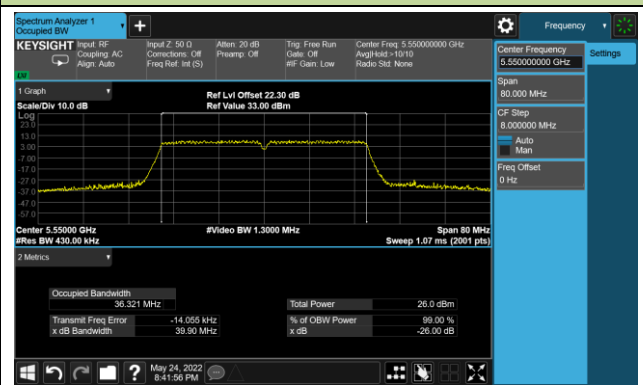 Spectrum Analyzer 1
Occupied BW
Frequency
KEYSIGHT
Input: RF
Coupling: AC
Align: Auto
Input Z: 50 Ω
Corrections: Off
Freq Ref: Int (S)
Atten: 20 dB
Preamp: Off
Trig: Free Run
Gate: Off
#IF Gain: Low
Center Freq: 5.550000000 GHz
Avg|Hold:>10/10
Radio Std: None
Center Frequency
5.550000000 GHz
Settings
Span
80.000 MHz
CF Step
8.000000 MHz
Auto
Man
Freq Offset
0 Hz
1 Graph
Scale/Div 10.0 dB
Ref Lvl Offset 22.30 dB
Ref Value 33.00 dBm
Log
23.0
13.0
3.00
-7.00
-17.0
-27.0
-37.0
-47.0
-57.0
Center 5.55000 GHz
#Res BW 430.00 kHz
#Video BW 1.3000 MHz
Span 80 MHz
Sweep 1.07 ms (2001 pts)
2 Metrics
Occupied Bandwidth
36.321 MHz
Total Power 26.0 dBm
Transmit Freq Error -14.055 kHz
% of OBW Power 99.00 %
x dB Bandwidth 39.90 MHz
x dB -26.00 dB
?
May 24, 2022
8:41:56 PM